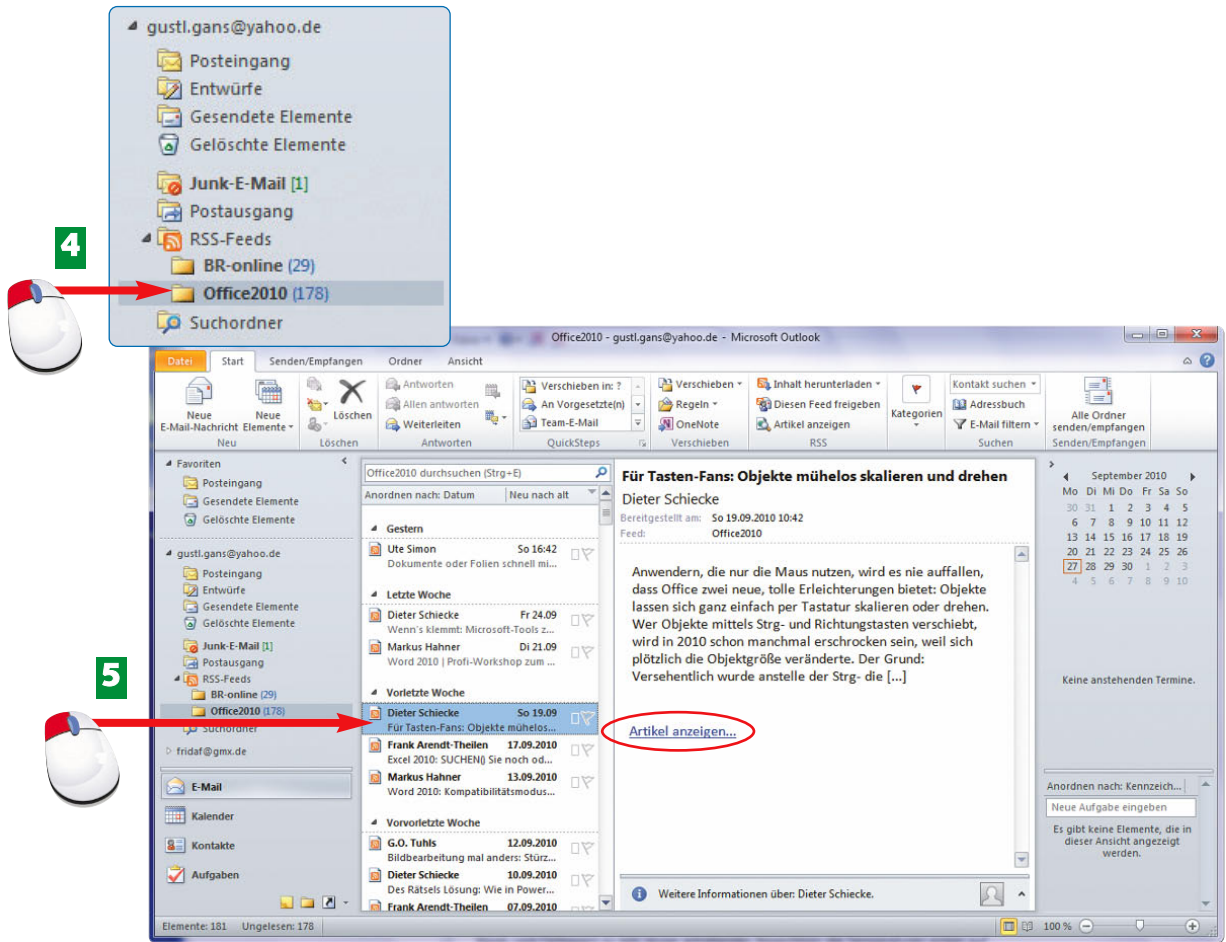 gustl.gans@yahoo.de
Posteingang
Entwürfe
Gesendete Elemente
Gelöschte Elemente
Junk-E-Mail [1]
Postausgang
RSS-Feeds
BR-online (29)
Office2010 (178)
Suchordner
4
Office2010 - gustl.gans@yahoo.de - Microsoft Outlook
Datei Start Senden/Empfangen Ordner Ansicht
Neue E-Mail-Nachricht
Neue Elemente
Neu
Löschen
Löschen
Antworten
Allen antworten
Weiterleiten
Antworten
Verschieben in: ?
An Vorgesetzte(n)
Team-E-Mail
QuickSteps
Verschieben
Regeln
OneNote
Verschieben
Inhalt herunterladen
Diesen Feed freigeben
Artikel anzeigen
RSS
Kategorien
Kontakt suchen
Adressbuch
E-Mail filtern
Suchen
Alle Ordner
senden/empfangen
Senden/Empfangen
Favoriten
Posteingang
Gesendete Elemente
Gelöschte Elemente
gustl.gans@yahoo.de
Posteingang
Entwürfe
Gesendete Elemente
Gelöschte Elemente
Junk-E-Mail [1]
Postausgang
RSS-Feeds
BR-online (29)
Office2010 (178)
Suchordner
fridaf@gmx.de
5
E-Mail
Kalender
Kontakte
Aufgaben
Office2010 durchsuchen (Strg+E)
Anordnen nach: Datum Neu nach alt
Gestern
Ute Simon So 16:42
Dokumente oder Folien schnell mi...
Letzte Woche
Dieter Schiecke Fr 24.09
Wenn's klemmt: Microsoft-Tools z...
Markus Hahner Di 21.09
Word 2010 | Profi-Workshop zum ...
Vorletzte Woche
Dieter Schiecke So 19.09
Für Tasten-Fans: Objekte mühelos...
Frank Arendt-Theilen 17.09.2010
Excel 2010: SUCHEN() Sie noch od...
Markus Hahner 13.09.2010
Word 2010: Kompatibilitätsmodus...
Vorvorletzte Woche
G.O. Tuhls 12.09.2010
Bildbearbeitung mal anders: Stürz...
Dieter Schiecke 10.09.2010
Des Rätsels Lösung: Wie in Power...
Frank Arendt-Theilen 07.09.2010
Für Tasten-Fans: Objekte mühelos skalieren und drehen
Dieter Schiecke
Bereitgestellt am: So 19.09.2010 10:42
Feed: Office2010
Anwendern, die nur die Maus nutzen, wird es nie auffallen,
dass Office zwei neue, tolle Erleichterungen bietet: Objekte
lassen sich ganz einfach per Tastatur skalieren oder drehen.
Wer Objekte mittels Strg- und Richtungstasten verschiebt,
wird in 2010 schon manchmal erschrocken sein, weil sich
plötzlich die Objektgröße veränderte. Der Grund:
Versehentlich wurde anstelle der Strg- die [...]
Artikel anzeigen...
Weitere Informationen über: Dieter Schiecke.
September 2010
Mo Di Mi Do Fr Sa So
30 31 1 2 3 4 5
6 7 8 9 10 11 12
13 14 15 16 17 18 19
20 21 22 23 24 25 26
27 28 29 30 1 2 3
4 5 6 7 8 9 10
Keine anstehenden Termine.
Anordnen nach: Kennzeich...
Neue Aufgabe eingeben
Es gibt keine Elemente, die in
dieser Ansicht angezeigt
werden.
Elemente: 181 Ungelesen: 178
100 %